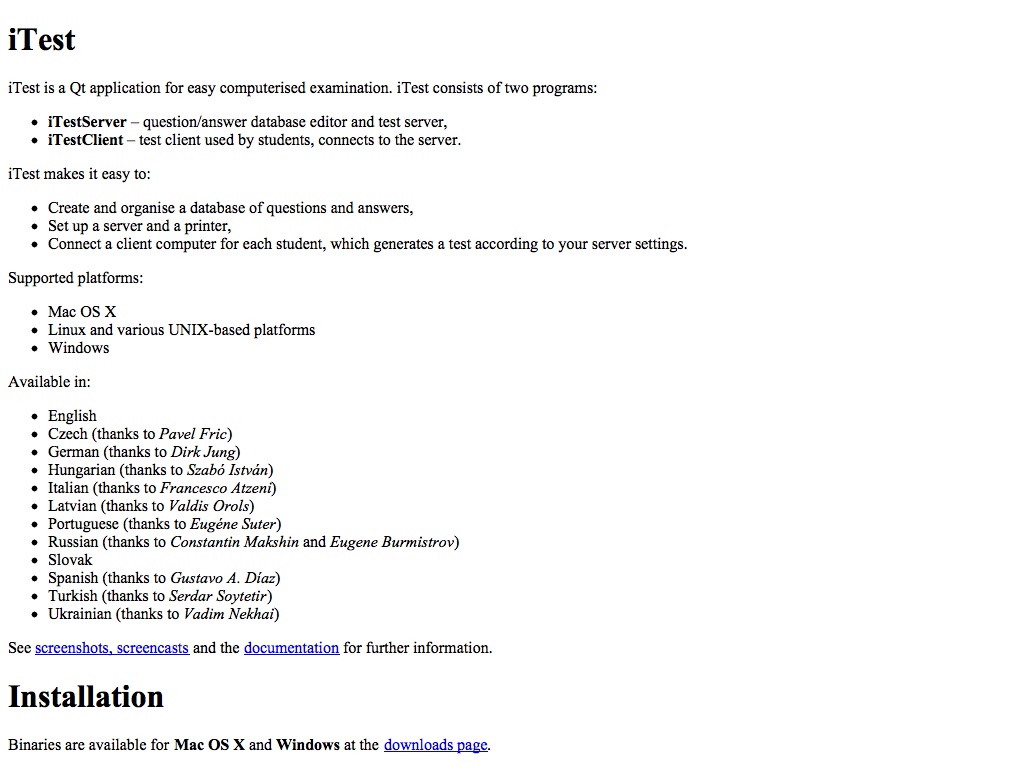 iTest
iTest is a Qt application for easy computerised examination. iTest consists of two programs:
• iTestServer – question/answer database editor and test server,
• iTestClient – test client used by students, connects to the server.
iTest makes it easy to:
• Create and organise a database of questions and answers,
• Set up a server and a printer,
• Connect a client computer for each student, which generates a test according to your server settings.
Supported platforms:
• Mac OS X
• Linux and various UNIX-based platforms
• Windows
Available in:
• English
• Czech (thanks to Pavel Fric)
• German (thanks to Dirk Jung)
• Hungarian (thanks to Szabó István)
• Italian (thanks to Francesco Atzeni)
• Latvian (thanks to Valdis Orols)
• Portuguese (thanks to Eugéne Suter)
• Russian (thanks to Constantin Makshin and Eugene Burmistrov)
• Slovak
• Spanish (thanks to Gustavo A. Díaz)
• Turkish (thanks to Serdar Soytetir)
• Ukrainian (thanks to Vadim Nekhai)
See screenshots, screencasts and the documentation for further information.
Installation
Binaries are available for Mac OS X and Windows at the downloads page.